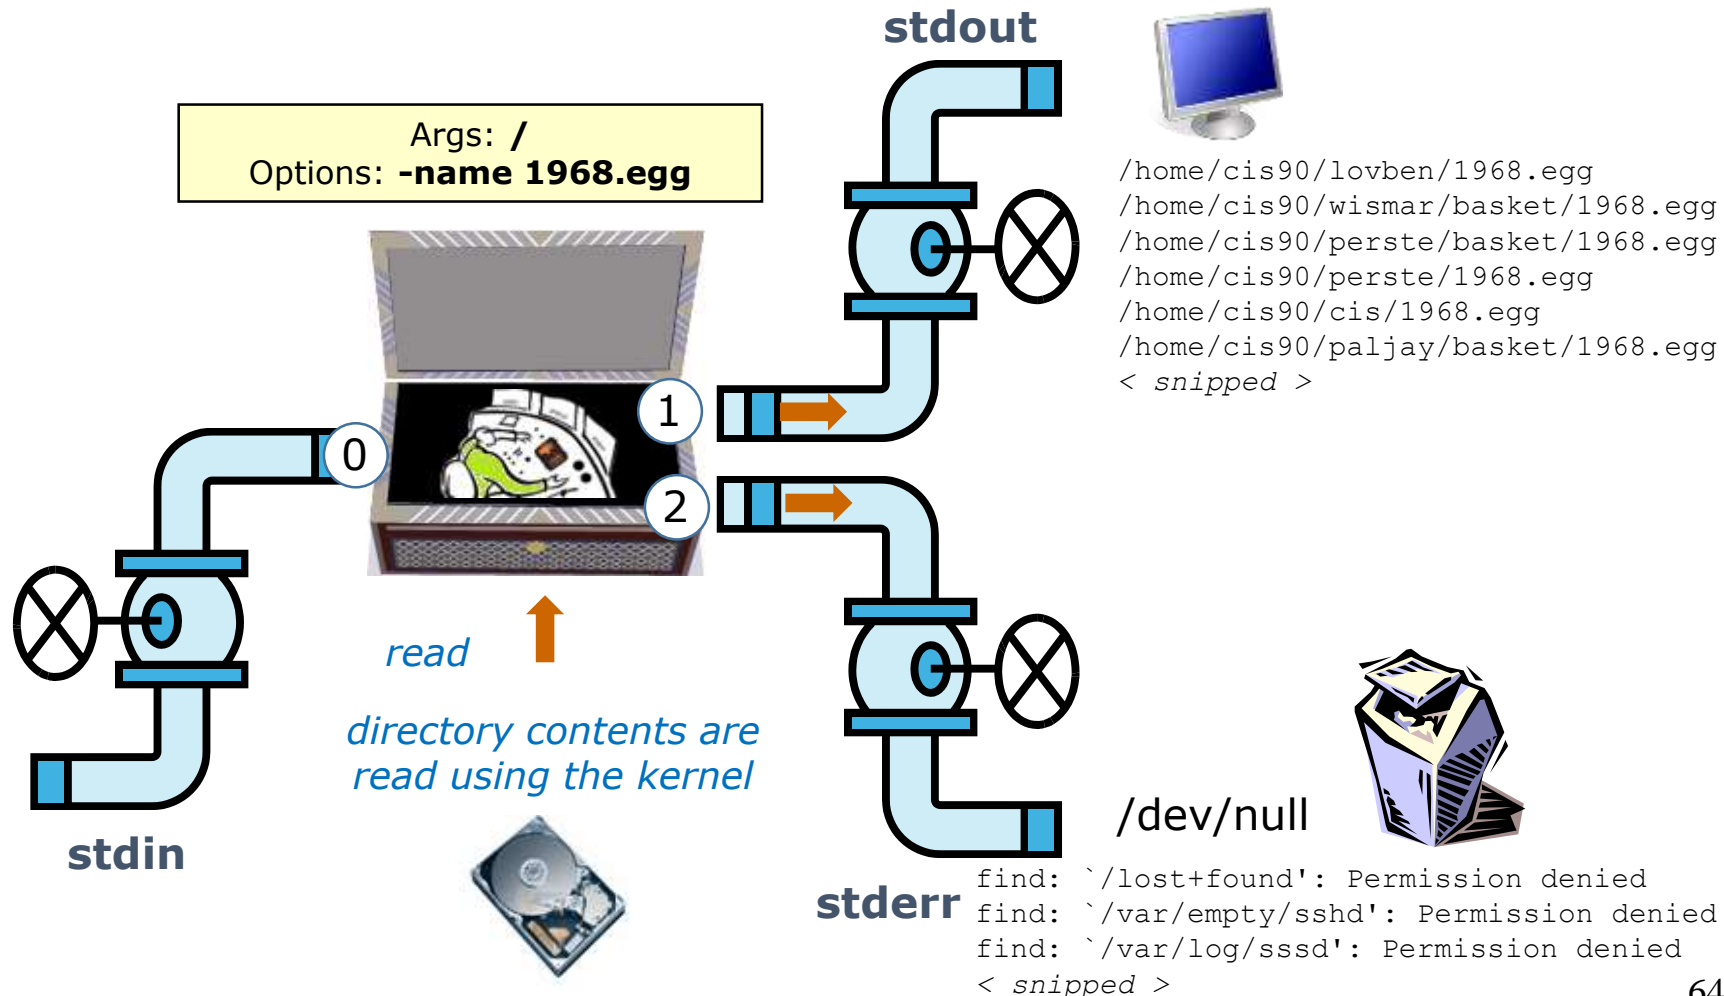 stdout
Args: /
Options: -name 1968.egg
/home/cis90/lovben/1968.egg
/home/cis90/wismar/basket/1968.egg
/home/cis90/perste/basket/1968.egg
/home/cis90/perste/1968.egg
/home/cis90/cis/1968.egg
/home/cis90/paljay/basket/1968.egg
< snipped >
0
1
2
read
directory contents are
read using the kernel
stdin
/dev/null
stderr
find: `/lost+found': Permission denied
find: `/var/empty/sshd': Permission denied
find: `/var/log/sssd': Permission denied
< snipped >
64